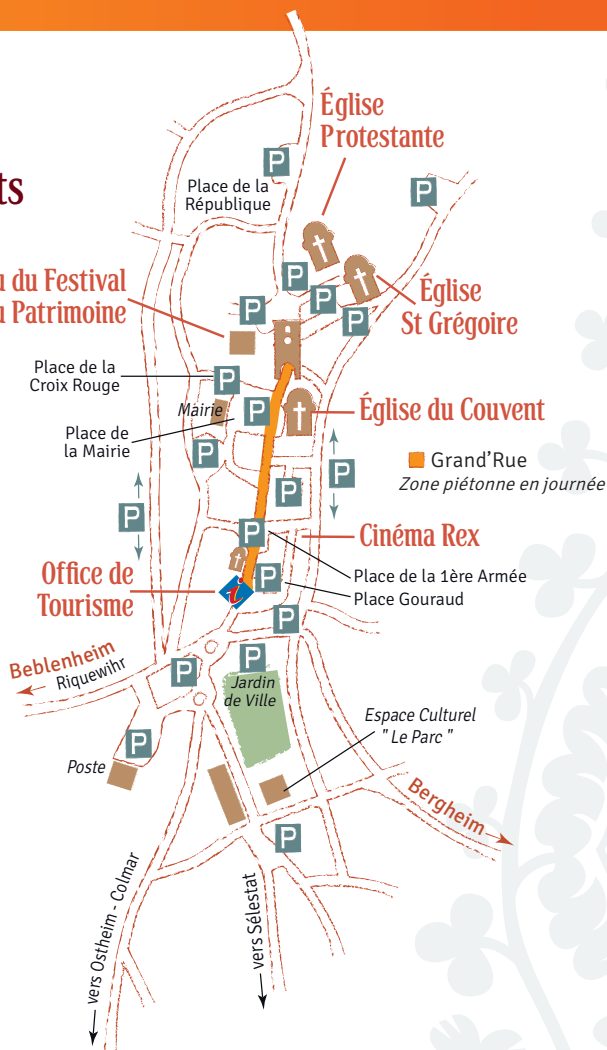 Église
Protestante
P
Place de la
République
P
ts
u du Festival
u Patrimoine
P
P
P
P
Église
St Grégoire
Place de la
Croix Rouge
P
Mairie
P
Église du Couvent
Place de
la Mairie
P
P
Grand'Rue
Zone piétonne en journée
P
P
P
Cinéma Rex
Office de
Tourisme
i
P
Place de la 1ère Armée
Place Gouraud
P
Beblenheim
Riquewihr
P
P
Jardin
de Ville
Espace Culturel
" Le Parc "
P
Poste
Bergheim
P
vers Ostheim - Colmar
vers Sélestat